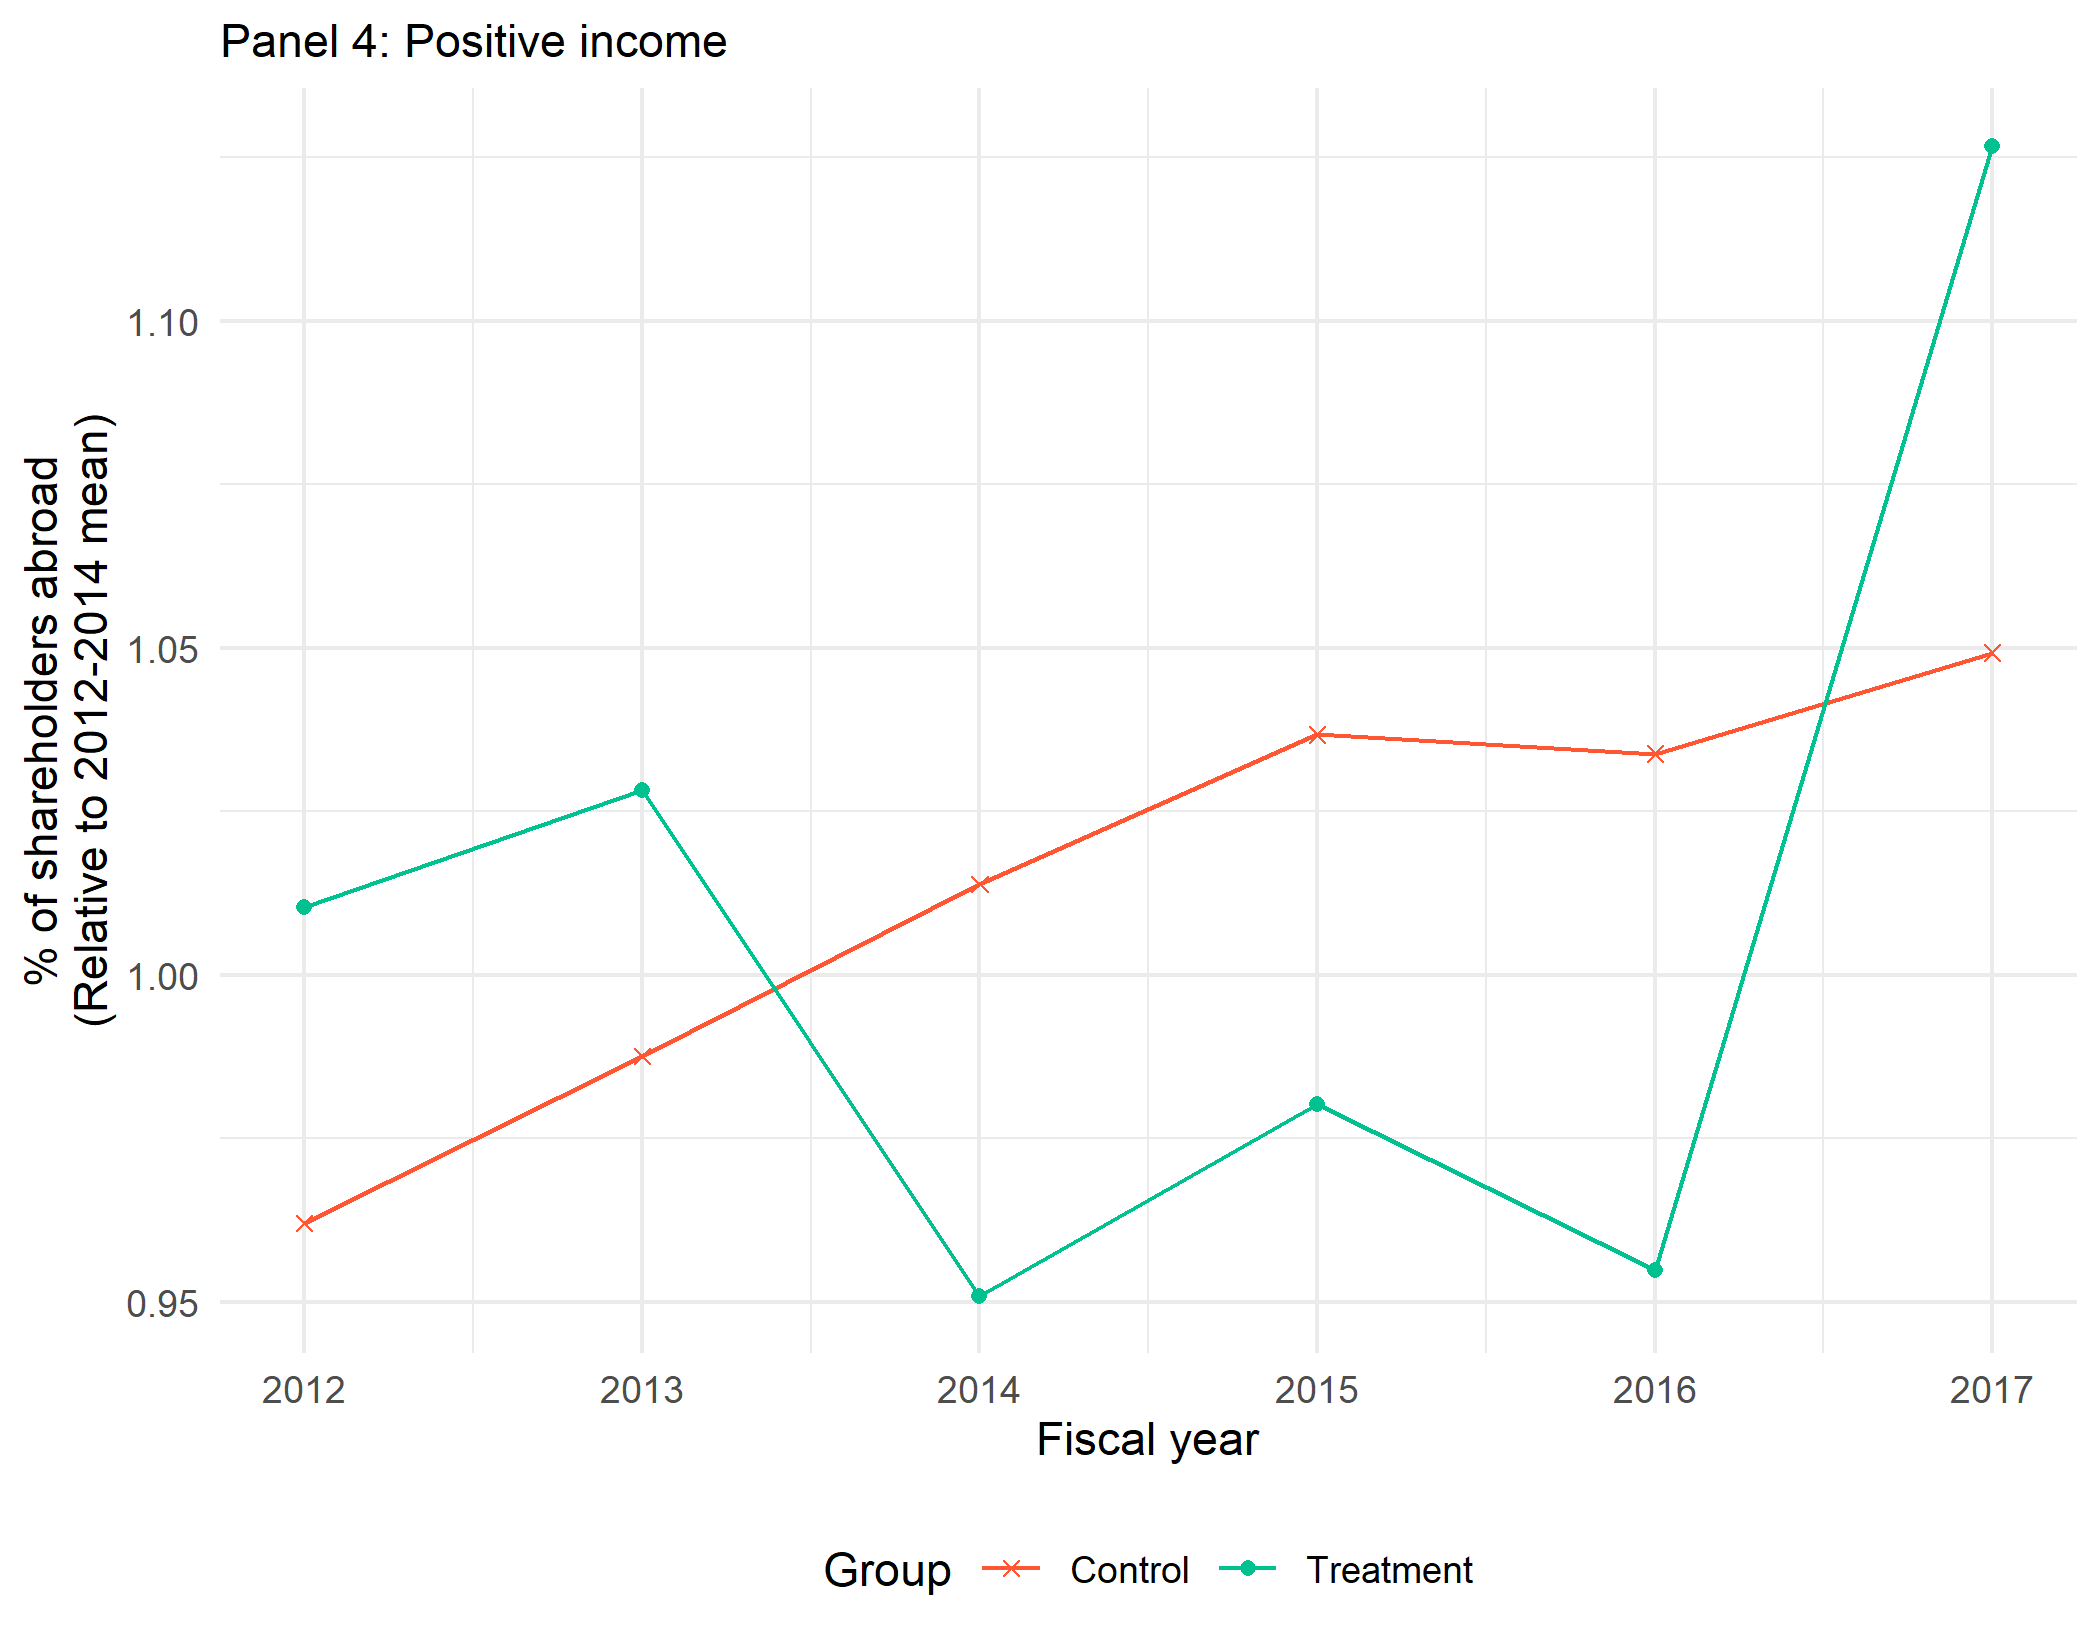 Panel 4: Positive income
% of shareholders abroad
(Relative to 2012-2014 mean)
1.10
1.05
1.00
0.95
2012 2013 2014 2015 2016 2017
Fiscal year
Group Control Treatment